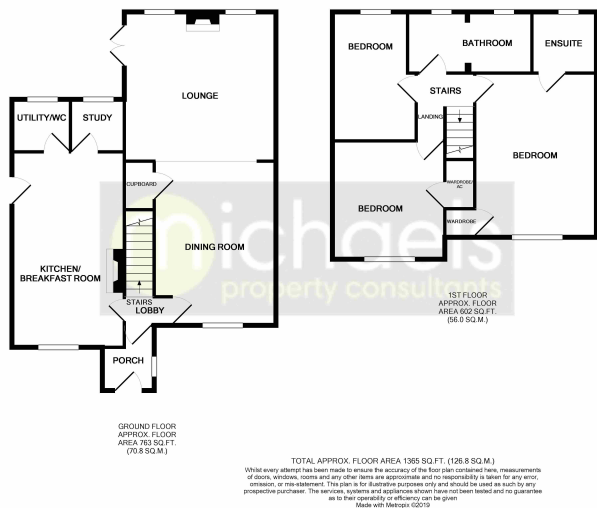 LOUNGE
UTILITY/WC
STUDY
CUPBOARD
DINING ROOM
KITCHEN/
BREAKFAST ROOM
STAIRS
LOBBY
PORCH
GROUND FLOOR
APPROX. FLOOR
AREA 763 SQ.FT.
(70.8 SQ.M.)
BEDROOM
BATHROOM
ENSUITE
STAIRS
LANDING
BEDROOM
WARDROBE/
AC
BEDROOM
WARDROBE
1ST FLOOR
APPROX. FLOOR
AREA 602 SQ.FT.
(56.0 SQ.M.)
michaels
property consultants
TOTAL APPROX. FLOOR AREA 1365 SQ.FT. (126.8 SQ.M.)
Whilst every attempt has been made to ensure the accuracy of the floor plan contained here, measurements
of doors, windows, rooms and any other items are approximate and no responsibility is taken for any error,
omission, or mis-statement. This plan is for illustrative purposes only and should be used as such by any
prospective purchaser. The services, systems and appliances shown have not been tested and no guarantee
as to their operability or efficiency can be given
Made with Metropix ©2019